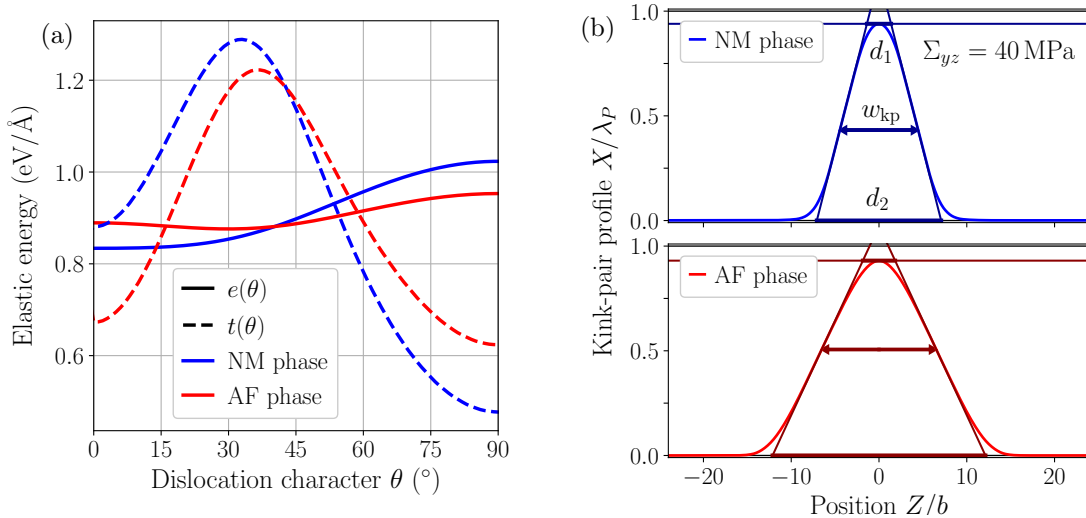 (a)
Elastic energy (eV/Å)
1.2
1.0
0.8
0.6
e(θ)
t(θ)
NM phase
AF phase
0
15
30
45
60
75
90
Dislocation character θ (°)
(b)
Kink-pair profile X/λ_P
1.0
0.5
0.0
NM phase
d₁
Σ_yz = 40 MPa
w_kp
d₂
1.0
0.5
0.0
AF phase
−20
−10
0
10
20
Position Z/b